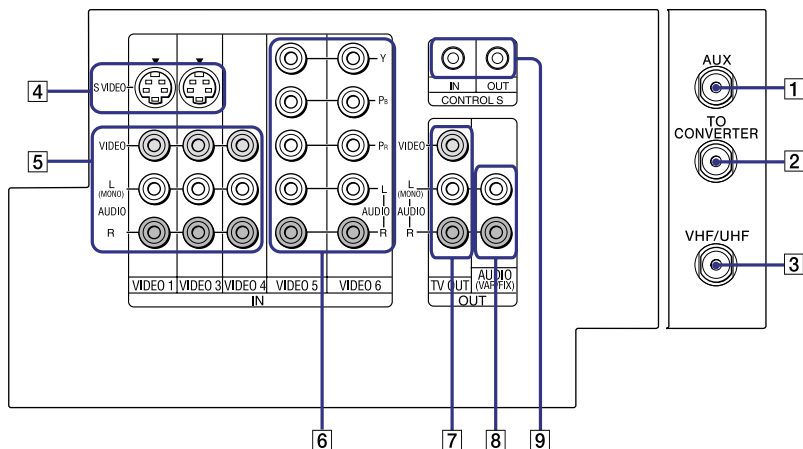 AUX
1
TO
CONVERTER
2
VHF/UHF
3
4
S VIDEO
5
VIDEO
L
(MONO)
AUDIO
R
Y
PB
PR
L
AUDIO
R
VIDEO 1 VIDEO 3 VIDEO 4 VIDEO 5 VIDEO 6
IN
IN OUT
CONTROL S
VIDEO
L
(MONO)
AUDIO
R
TV OUT
AUDIO
(VAR/FIX)
OUT
6
7
8
9